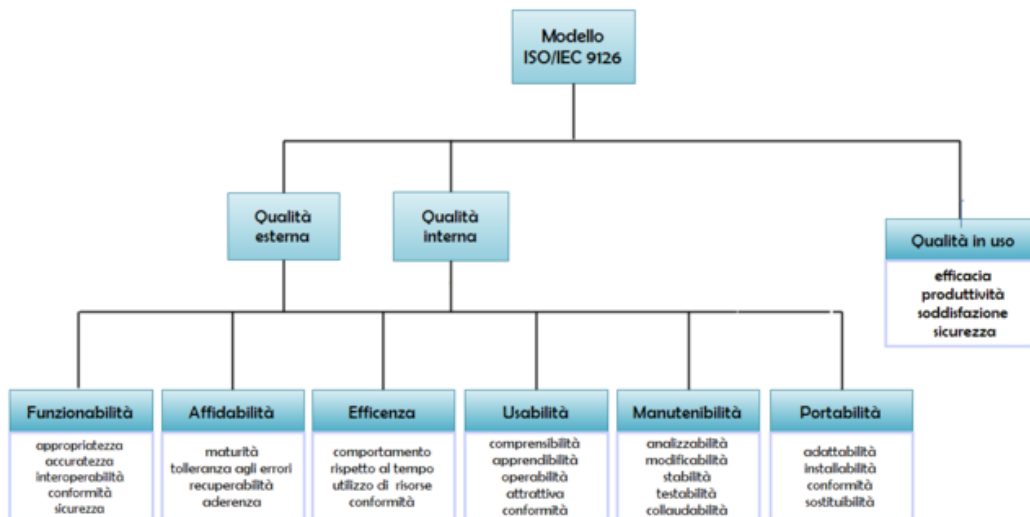 Modello
ISO/IEC 9126
Qualità
esterna
Qualità
interna
Qualità in uso
efficacia
produttività
soddisfazione
sicurezza
Funzionabilità
appropriatezza
accuratezza
interoperabilità
conformità
sicurezza
Affidabilità
maturità
tolleranza agli errori
recuperabilità
aderenza
Efficenza
comportamento
rispetto al tempo
utilizzo di risorse
conformità
Usabilità
comprensibilità
apprendibilità
operabilità
attrattiva
conformità
Manutenibilità
analizzabilità
modificabilità
stabilità
testabilità
collaudabilità
Portabilità
adattabilità
installabilità
conformità
sostituibilità